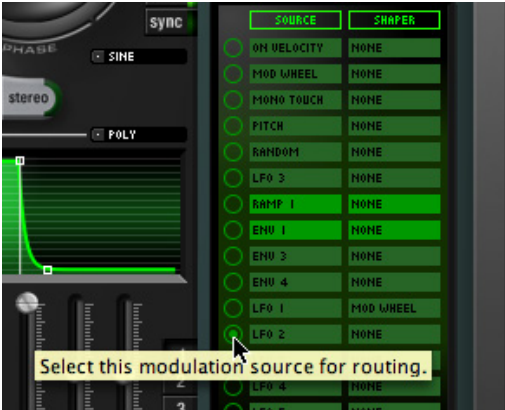 sync
PHASE
SINE
stereo
POLY
SOURCE SHAPER
ON VELOCITY NONE
MOD WHEEL NONE
MONO TOUCH NONE
PITCH NONE
RANDOM NONE
LFO 3 NONE
RAMP 1 NONE
ENV 1 NONE
ENV 3 NONE
ENV 4 NONE
LFO 1 MOD WHEEL
LFO 2 NONE
Select this modulation source for routing.
2
LFO 4 NONE
3